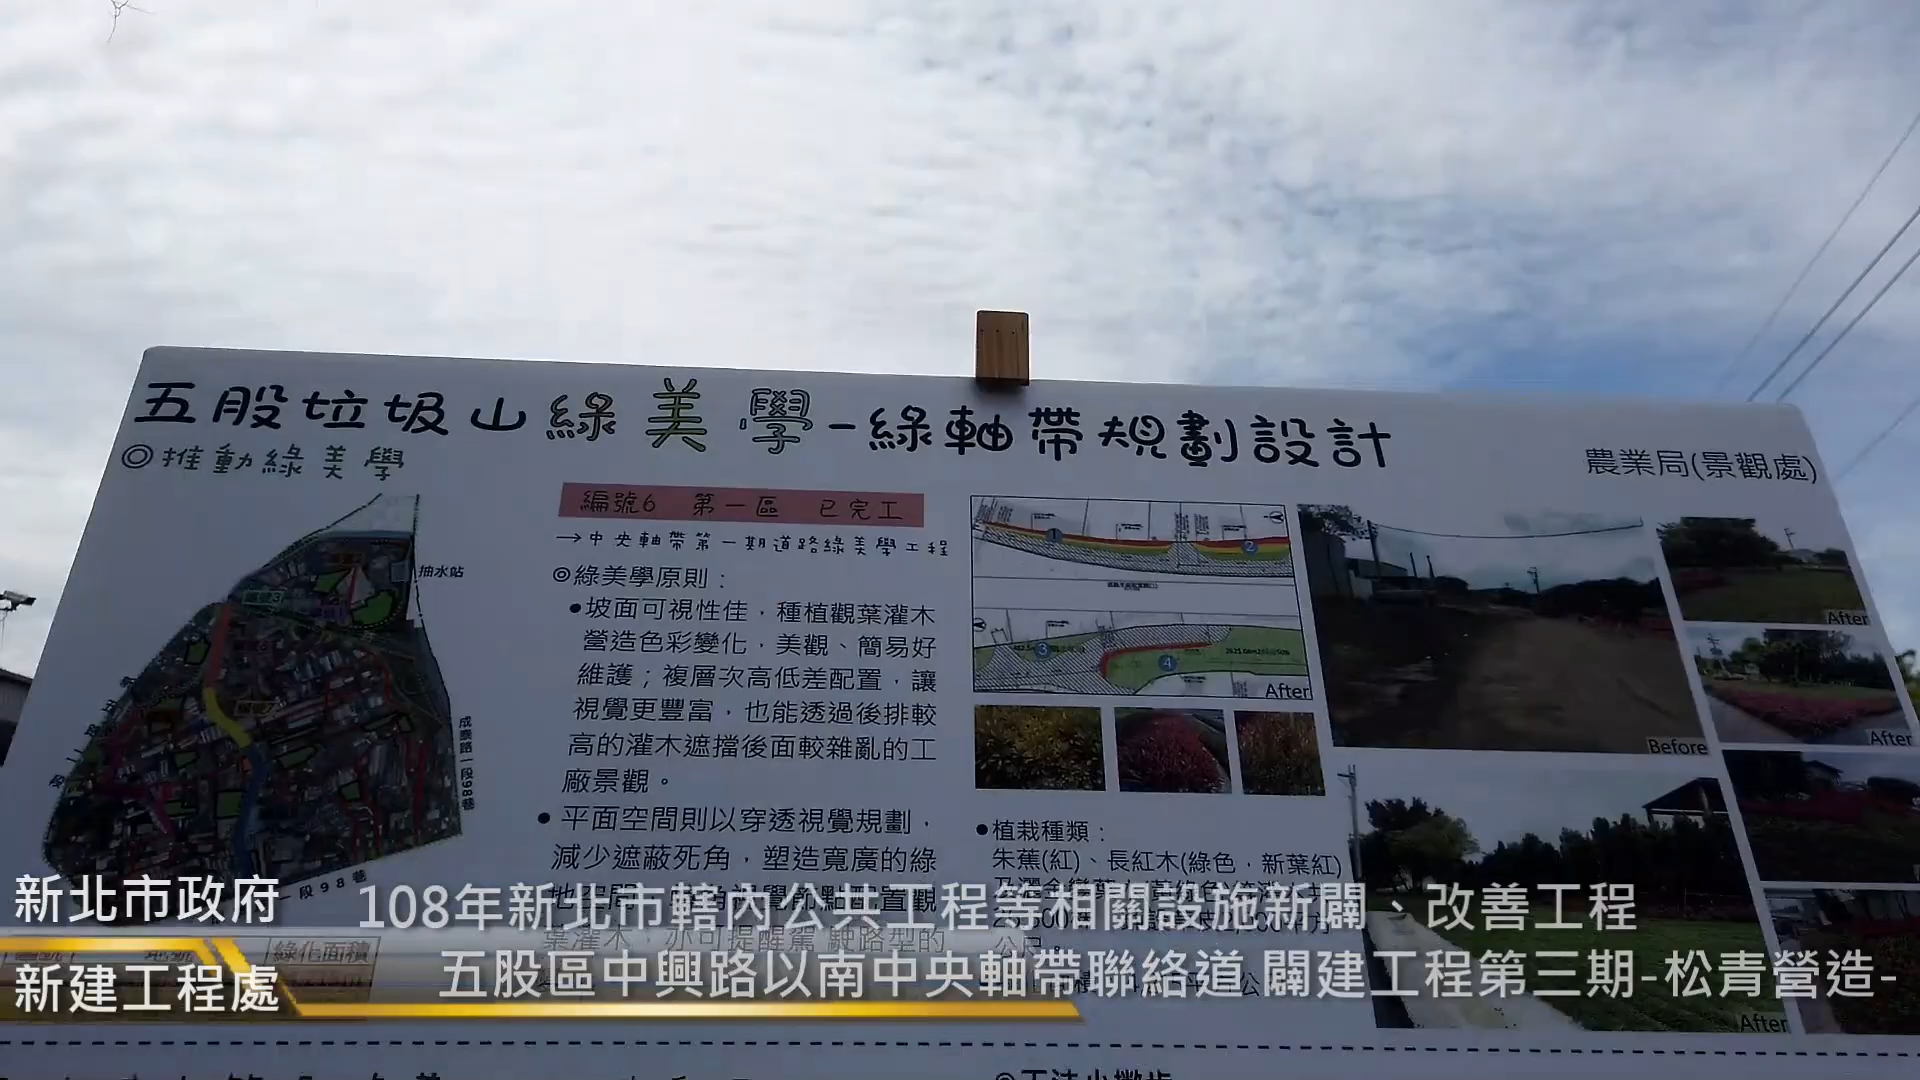 五股垃圾山綠美學-綠軸帶規劃設計
◎推動綠美學
農業局(景觀處)
編號6 第一區 已完工
→中央軸帶第一期道路綠美學工程
◎綠美學原則：
●坡面可視性佳，種植觀葉灌木
營造色彩變化，美觀、簡易好
維護；複層次高低差配置，讓
視覺更豐富，也能透過後排較
高的灌木遮擋後面較雜亂的工
廠景觀。
●平面空間則以穿透視覺規劃，
減少遮蔽死角，塑造寬廣的綠
抽水站
成泰路一段98巷
1
2
3
4
After
●植栽種類：
朱蕉(紅)、長紅木(綠色，新葉紅)
公尺。
Before
After
After
After
綠化面積
新北市政府
新建工程處
108年新北市轄內公共工程等相關設施新闢、改善工程
五股區中興路以南中央軸帶聯絡道 闢建工程第三期-松青營造-